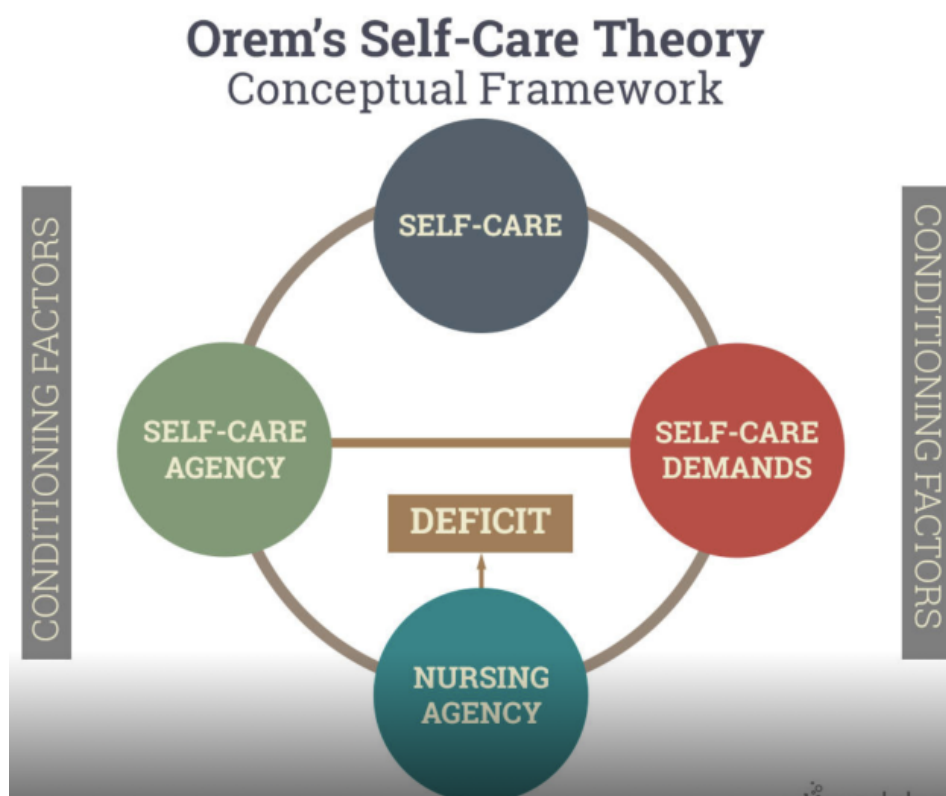 Orem's Self-Care Theory
Conceptual Framework
SELF-CARE
CONDITIONING FACTORS
CONDITIONING FACTORS
SELF-CARE
AGENCY
SELF-CARE
DEMANDS
DEFICIT
NURSING
AGENCY